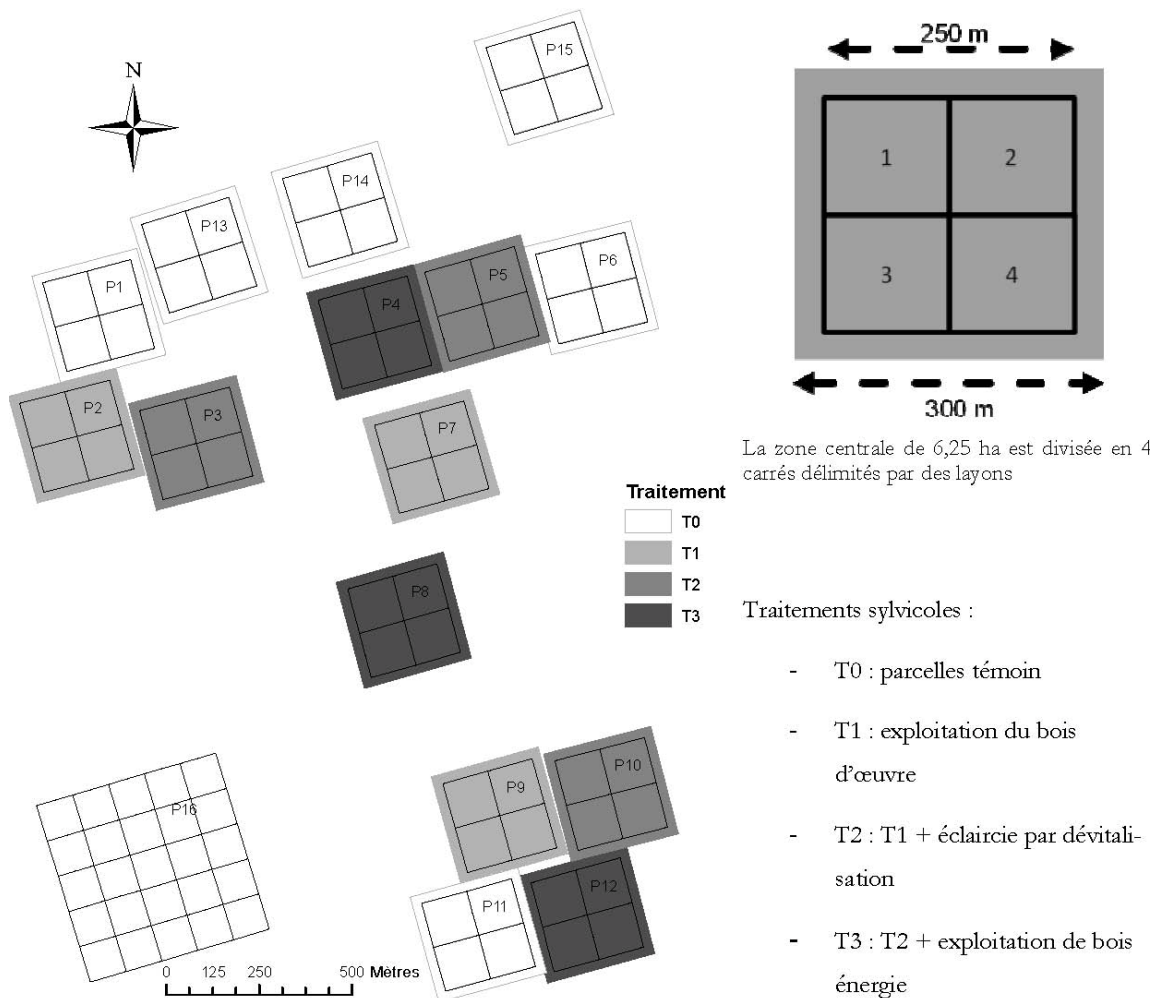 N
P15
P14
P13
P1
P6
P5
P4
P2
P3
P7
P8
P9
P10
P16
P11
P12
0 125 250 500 Mètres
Traitement
T0
T1
T2
T3
250 m
1 2
3 4
300 m
La zone centrale de 6,25 ha est divisée en 4
carrés délimités par des layons
Traitements sylvicoles :
- T0 : parcelles témoin
- T1 : exploitation du bois
d'œuvre
- T2 : T1 + éclaircie par dévitali-
sation
- T3 : T2 + exploitation de bois
énergie